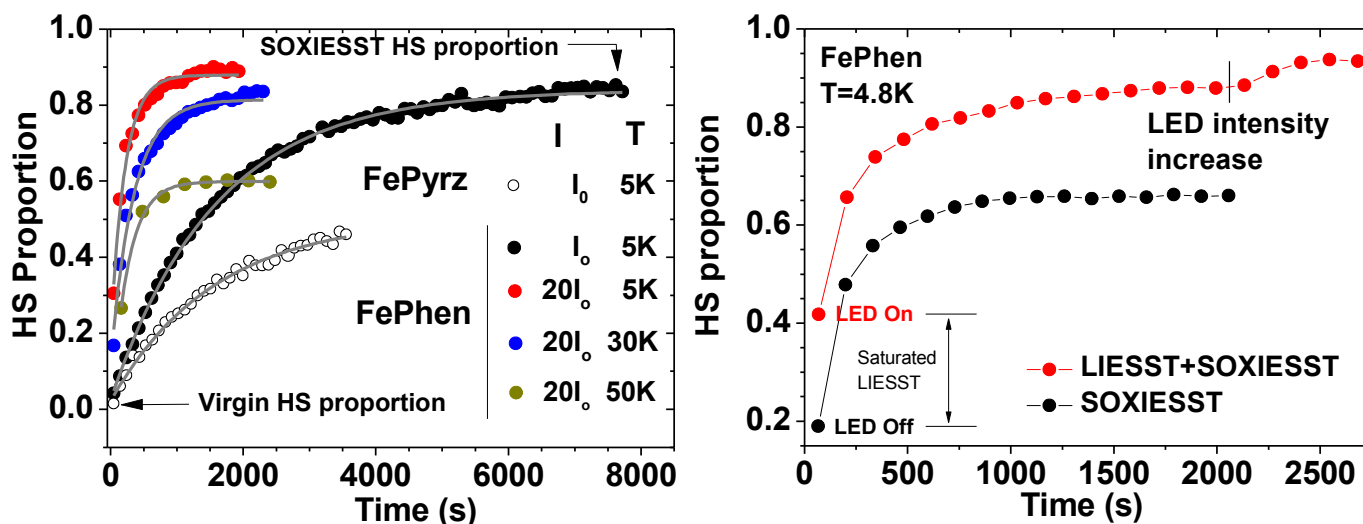 HS Proportion
1.0
0.8
0.6
0.4
0.2
0.0
SOXIESST HS proportion
I T
FePyrz
I0 5K
Io 5K
FePhen
20Io 5K
20Io 30K
20Io 50K
Virgin HS proportion
0 2000 4000 6000 8000
Time (s)
HS proportion
1.0
0.8
0.6
0.4
0.2
FePhen
T=4.8K
LED intensity
increase
LED On
Saturated
LIESST
LED Off
LIESST+SOXIESST
SOXIESST
0 500 1000 1500 2000 2500
Time (s)